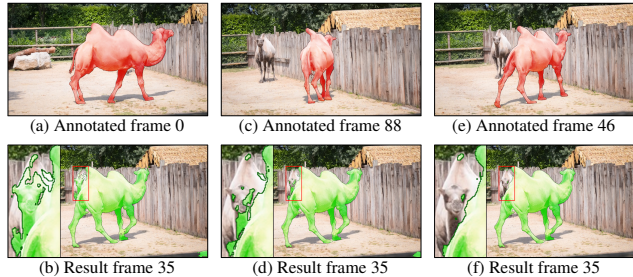 (a) Annotated frame 0
(c) Annotated frame 88
(e) Annotated frame 46
(b) Result frame 35
(d) Result frame 35
(f) Result frame 35